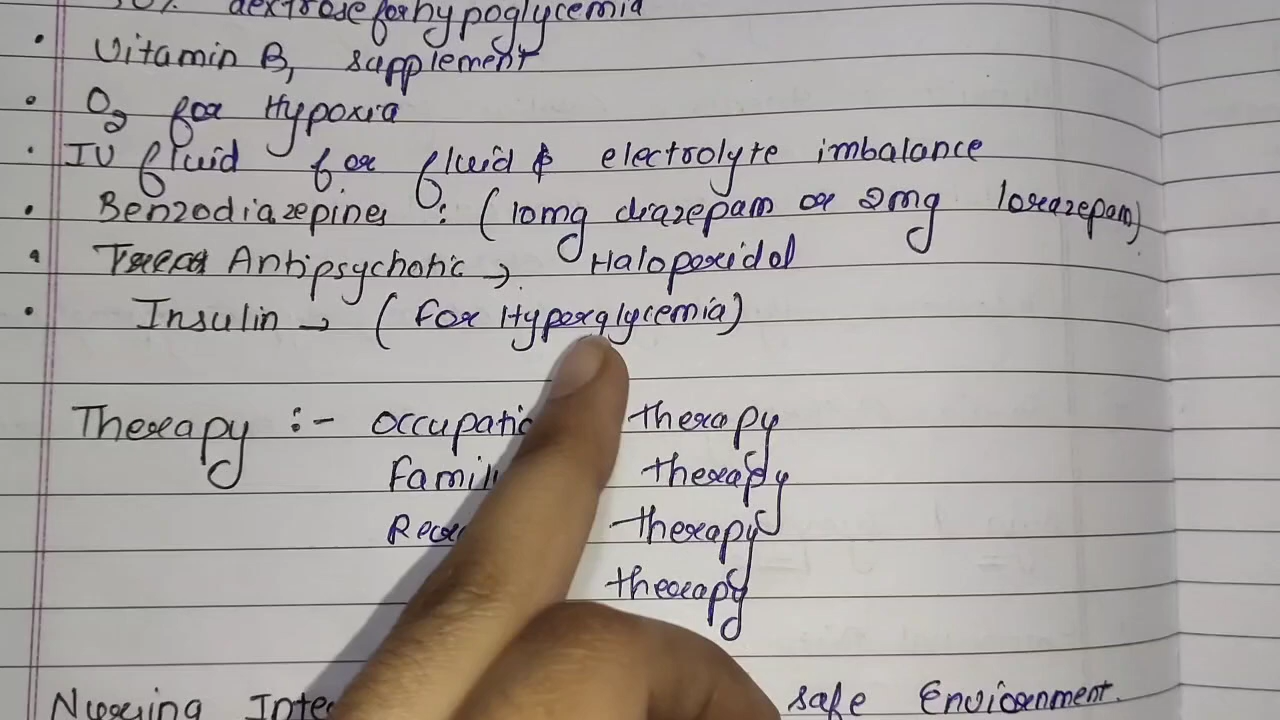 dextrose for hypoglycemia
• Vitamin B1 supplement
• O2 for Hypoxia
• IV fluid for fluid & electrolyte imbalance
• Benzodiazepines : (10mg diazepam or 2mg lorazepam)
• Antipsychotic → Haloperidol
• Insulin → (for Hyperglycemia)
Therapy :- Occupatio therapy
Famil therapy
therapy
therapy
Nursing Inte safe Environment.